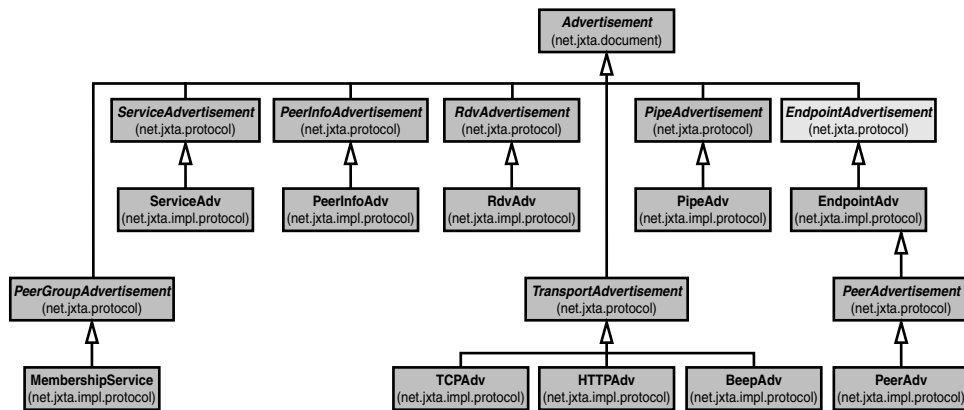 Advertisement
(net.jxta.document)
ServiceAdvertisement
(net.jxta.protocol)
PeerInfoAdvertisement
(net.jxta.protocol)
RdvAdvertisement
(net.jxta.protocol)
PipeAdvertisement
(net.jxta.protocol)
EndpointAdvertisement
(net.jxta.protocol)
ServiceAdv
(net.jxta.impl.protocol)
PeerInfoAdv
(net.jxta.impl.protocol)
RdvAdv
(net.jxta.impl.protocol)
PipeAdv
(net.jxta.impl.protocol)
EndpointAdv
(net.jxta.impl.protocol)
PeerGroupAdvertisement
(net.jxta.protocol)
TransportAdvertisement
(net.jxta.protocol)
PeerAdvertisement
(net.jxta.protocol)
MembershipService
(net.jxta.impl.protocol)
TCPAdv
(net.jxta.impl.protocol)
HTTPAdv
(net.jxta.impl.protocol)
BeepAdv
(net.jxta.impl.protocol)
PeerAdv
(net.jxta.impl.protocol)